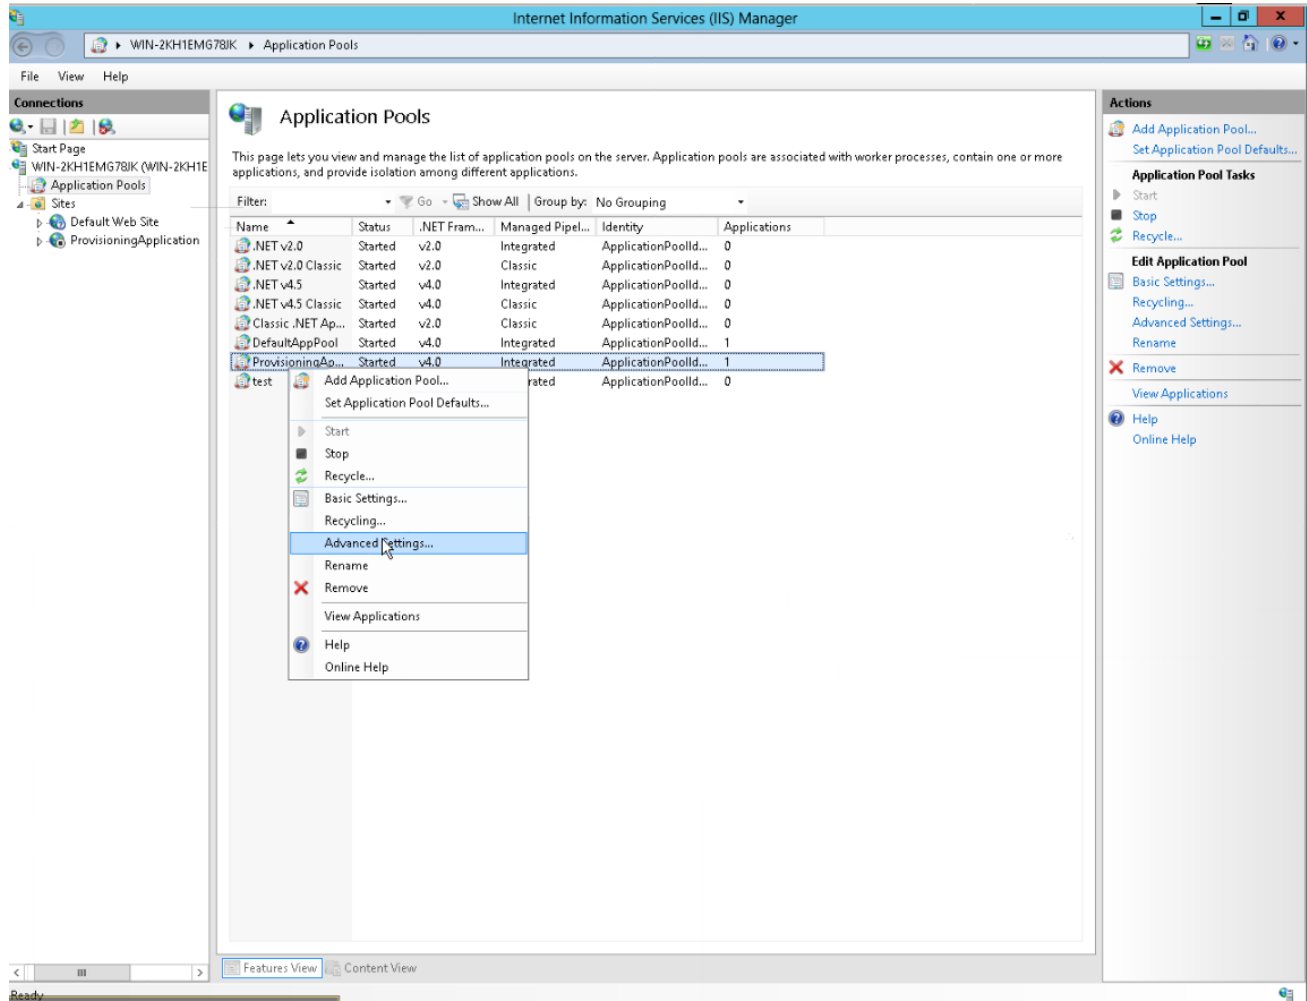 Internet Information Services (IIS) Manager
WIN-2KH1EMG78JK Application Pools
File View Help
Connections
Start Page
WIN-2KH1EMG78JK (WIN-2KH1E
Application Pools
Sites
Default Web Site
ProvisioningApplication
Application Pools
This page lets you view and manage the list of application pools on the server. Application pools are associated with worker processes, contain one or more
applications, and provide isolation among different applications.
Filter: Go Show All Group by: No Grouping
Name Status .NET Fram... Managed Pipel... Identity Applications
.NET v2.0 Started v2.0 Integrated ApplicationPoolId... 0
.NET v2.0 Classic Started v2.0 Classic ApplicationPoolId... 0
.NET v4.5 Started v4.0 Integrated ApplicationPoolId... 0
.NET v4.5 Classic Started v4.0 Classic ApplicationPoolId... 0
Classic .NET Ap... Started v2.0 Classic ApplicationPoolId... 0
DefaultAppPool Started v4.0 Integrated ApplicationPoolId... 1
ProvisioningAp... Started v4.0 Integrated ApplicationPoolId... 1
test rated ApplicationPoolId... 0
Add Application Pool...
Set Application Pool Defaults...
Start
Stop
Recycle...
Basic Settings...
Recycling...
Advanced Settings...
Rename
Remove
View Applications
Help
Online Help
Features View Content View
Actions
Add Application Pool...
Set Application Pool Defaults...
Application Pool Tasks
Start
Stop
Recycle...
Edit Application Pool
Basic Settings...
Recycling...
Advanced Settings...
Rename
Remove
View Applications
Help
Online Help
Ready